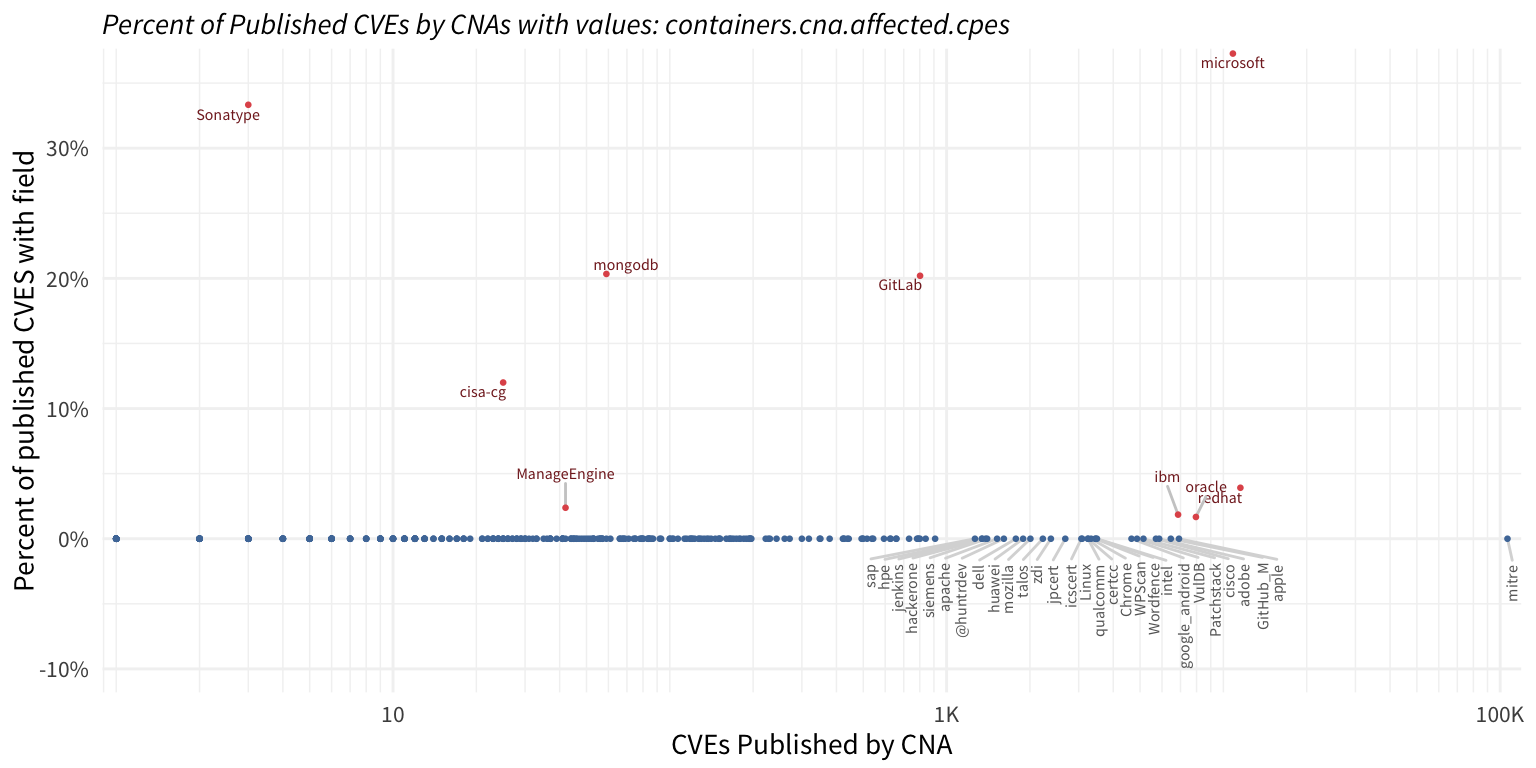 Percent of Published CVEs by CNAs with values: containers.cna.affected.cpes
Percent of published CVES with field
30%
20%
10%
0%
-10%
microsoft
Sonatype
mongodb
GitLab
cisa-cg
ManageEngine
ibm
oracle
redhat
sap
hpe
jenkins
hackerone
siemens
apache
@huntrdev
dell
huawei
mozilla
talos
zdi
jpcert
icscert
Linux
qualcomm
certcc
Chrome
WPScan
Wordfence
intel
google_android
VulDB
Patchstack
cisco
adobe
GitHub_M
apple
mitre
10
1K
100K
CVEs Published by CNA